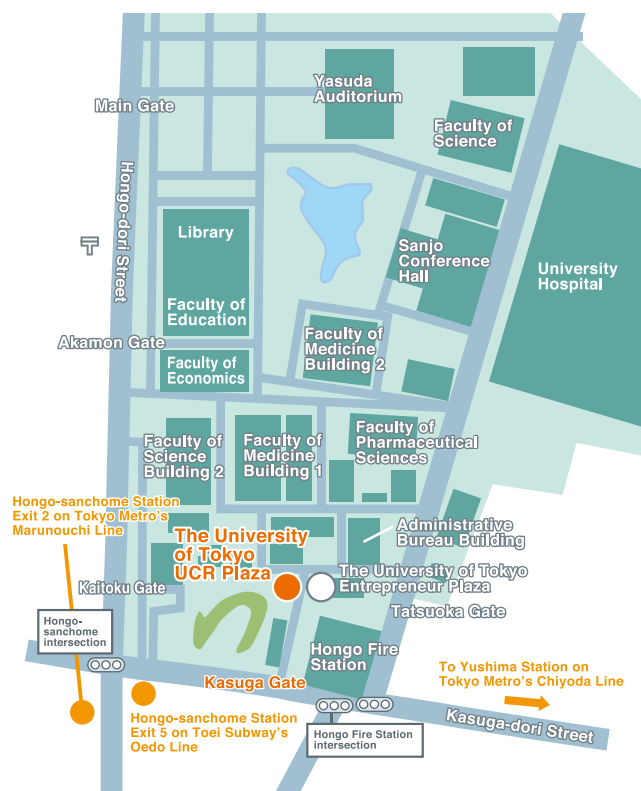 Yasuda
Auditorium
Main Gate
Faculty of
Science
Hongo-dori Street
Library
Sanjo
Conference
Hall
University
Hospital
Faculty of
Education
Akamon Gate
Faculty of
Medicine
Building 2
Faculty of
Economics
Faculty of
Science
Building 2
Faculty of
Medicine
Building 1
Faculty of
Pharmaceutical
Sciences
Hongo-sanchome Station
Exit 2 on Tokyo Metro's
Marunouchi Line
The University
of Tokyo
UCR Plaza
Administrative
Bureau Building
The University of Tokyo
Entrepreneur Plaza
Kaitoku Gate
Tatsuoka Gate
Hongo-
sanchome
intersection
Hongo Fire
Station
Kasuga Gate
To Yushima Station on
Tokyo Metro's Chiyoda Line
Hongo-sanchome Station
Exit 5 on Toei Subway's
Oedo Line
Kasuga-dori Street
Hongo Fire Station
intersection